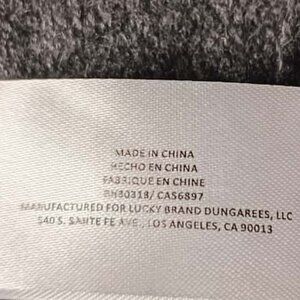 MADE IN CHINA
HECHO EN CHINA
FABRIQUE EN CHINE
RN80318/ CA56897
MANUFACTURED FOR LUCKY BRAND DUNGAREES, LLC
540 S. SANTE FE AVE., LOS ANGELES, CA 90013